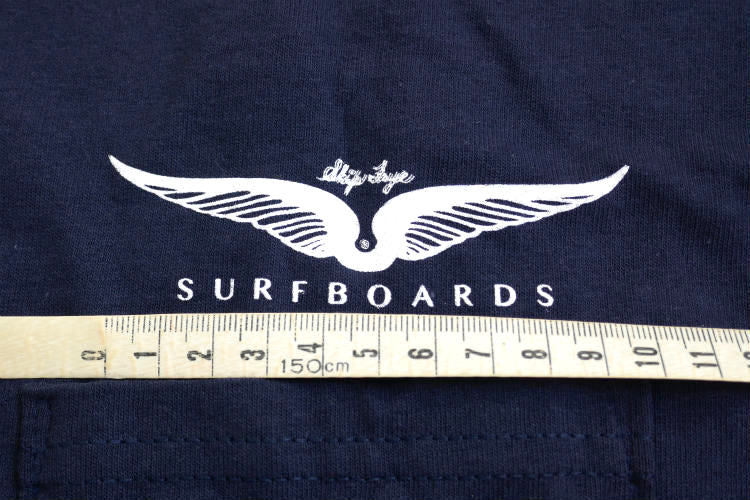 Skip Frye
SURFBOARDS
0 1 2 3 4 5 6 7 8 9 10 11
150cm